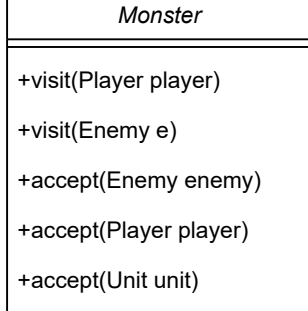 Monster
+visit(Player player)
+visit(Enemy e)
+accept(Enemy enemy)
+accept(Player player)
+accept(Unit unit)